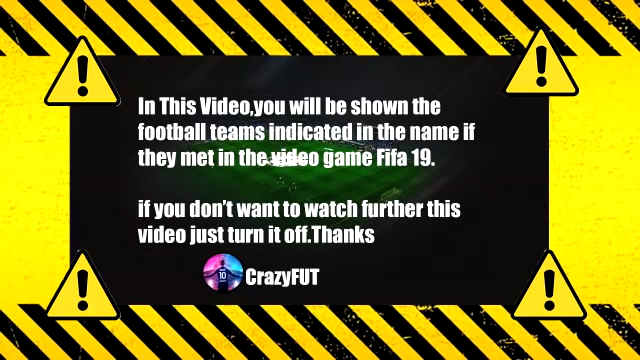 In This Video,you will be shown the
football teams indicated in the name if
they met in the video game Fifa 19.
if you don't want to watch further this
video just turn it off.Thanks
10
CrazyFUT